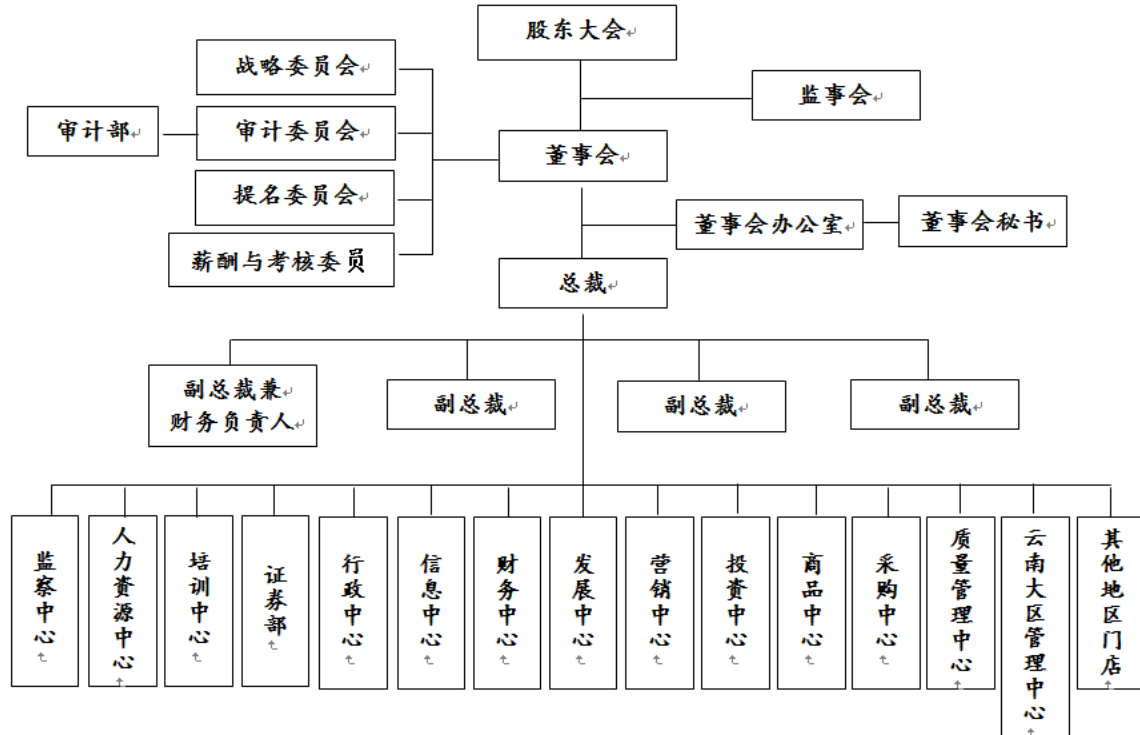 股东大会
战略委员会
监事会
审计部
审计委员会
董事会
提名委员会
董事会办公室
董事会秘书
薪酬与考核委员
总裁
副总裁兼
财务负责人
副总裁
副总裁
副总裁
监察中心
人力资源中心
培训中心
证券部
行政中心
信息中心
财务中心
发展中心
营销中心
投资中心
商品中心
采购中心
质量管理中心
云南大区管理中心
其他地区门店